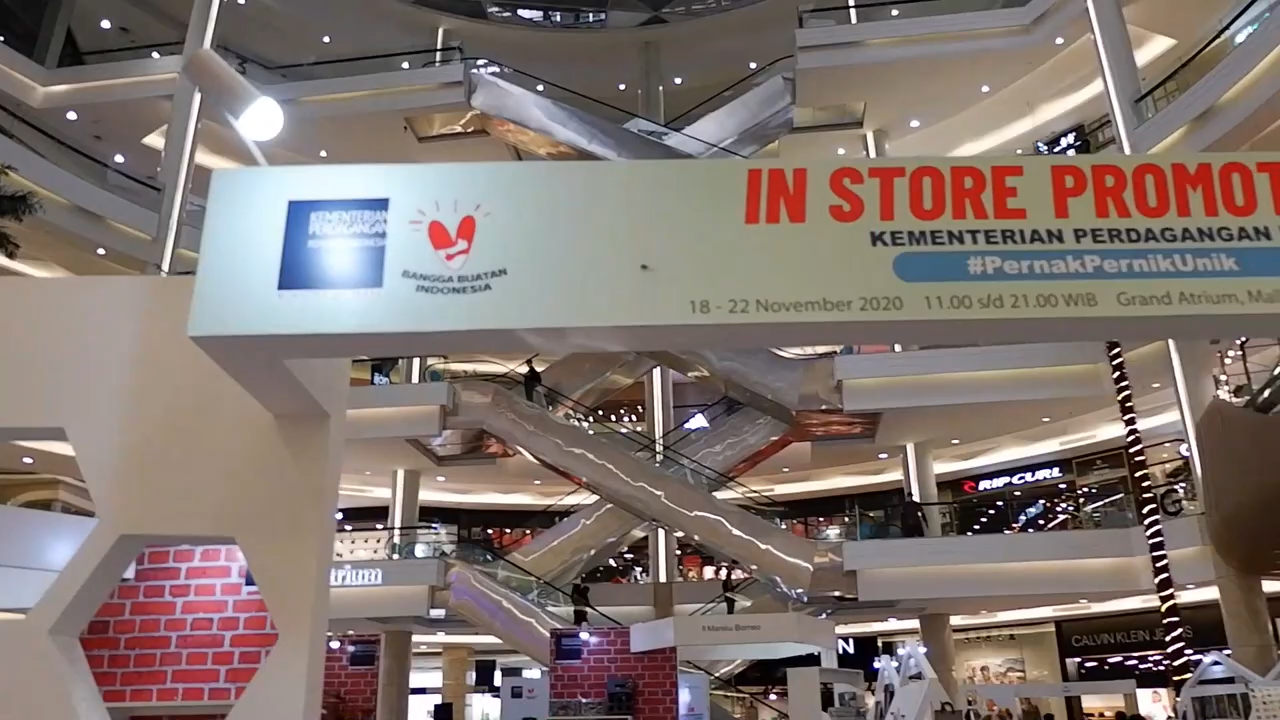 IN STORE PROMOT
KEMENTERIAN PERDAGANGAN
#PernakPernikUnik
18 - 22 November 2020 11.00 s/d 21.00 WIB Grand Atrium, Mall
KEMENTERIAN
PERDAGANGAN
BANGGA BUATAN
INDONESIA
RIP CURL
trium
CALVIN KLEIN JEANS